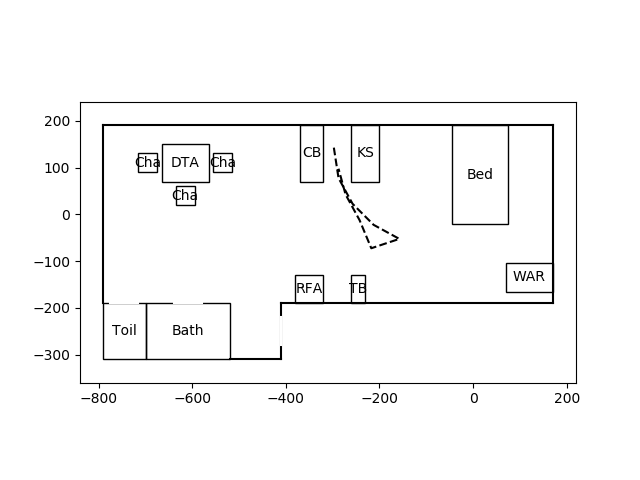 200
100
0
−100
−200
−300
−800
−600
−400
−200
0
200
Cha
DTA
Cha
Cha
CB
KS
Bed
RFA
TB
WAR
Toil
Bath